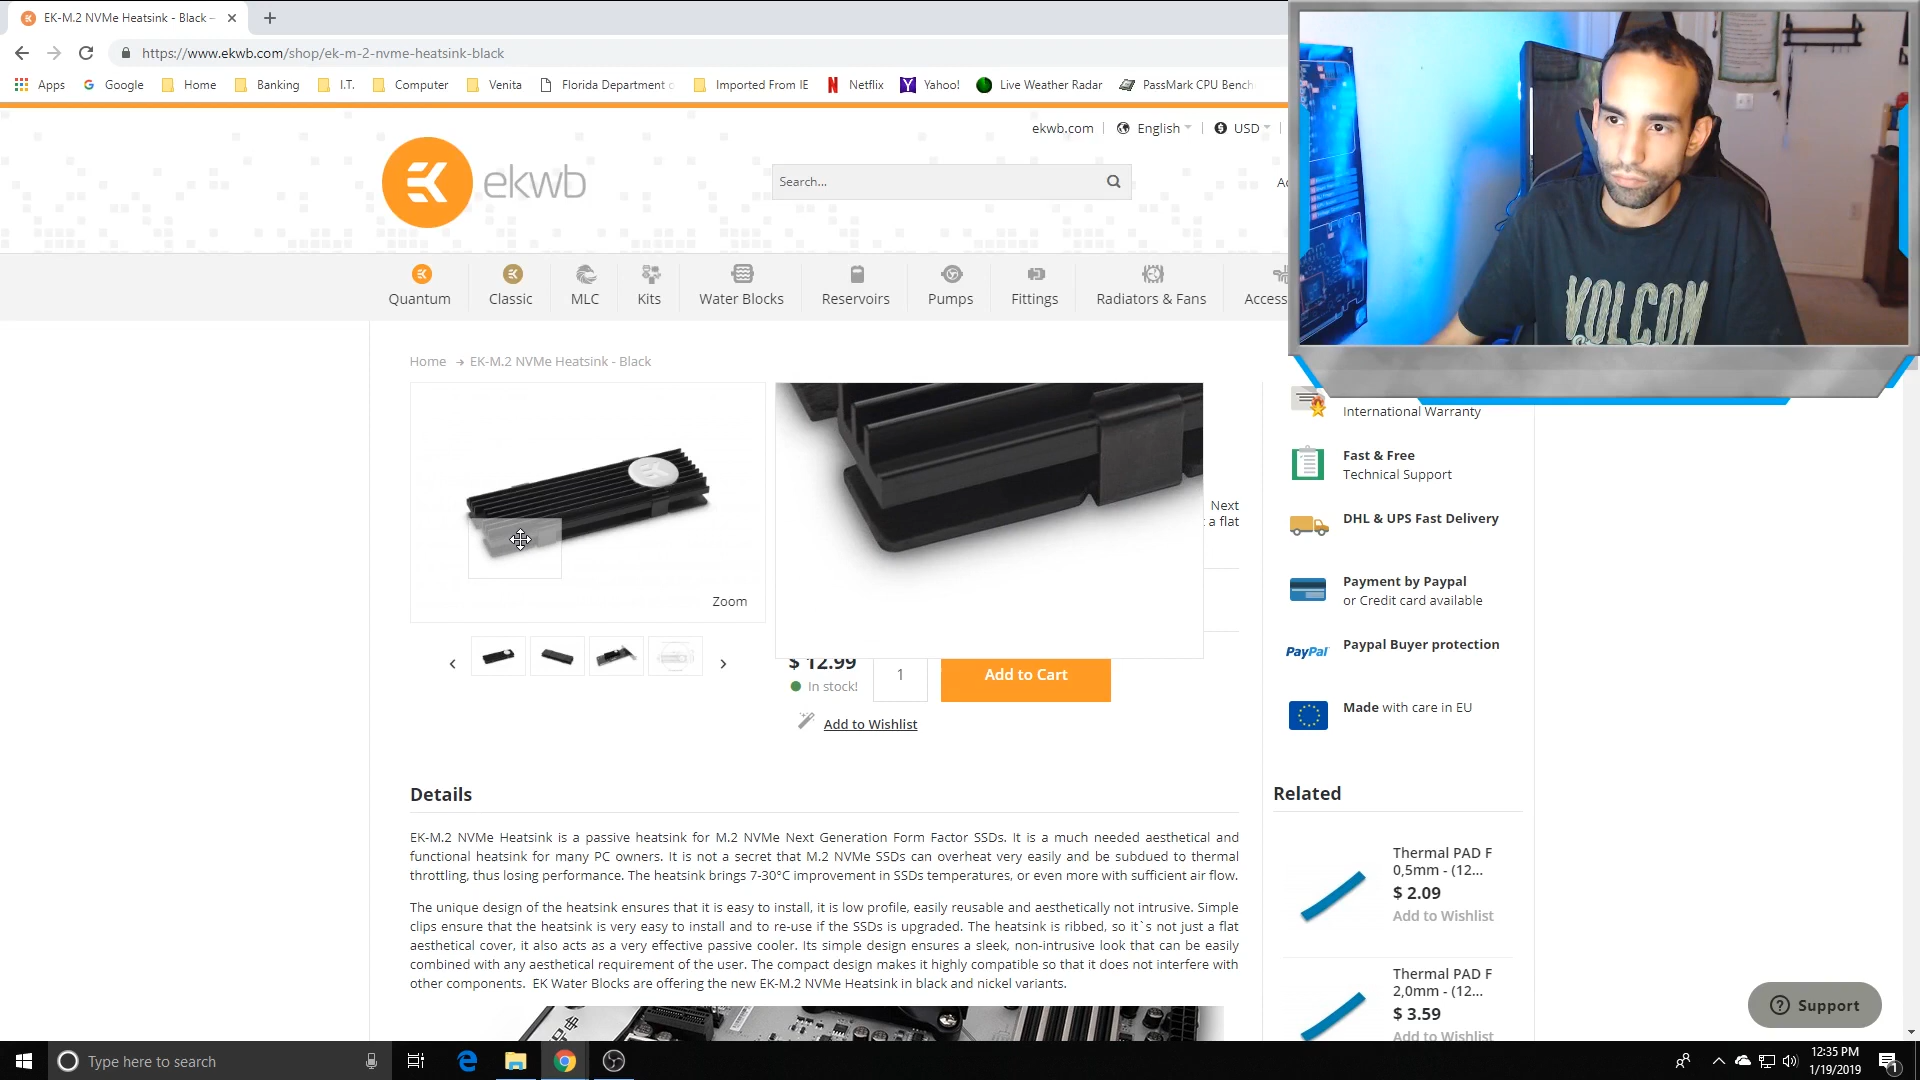 EK-M.2 NVMe Heatsink - Black -
https://www.ekwb.com/shop/ek-m-2-nvme-heatsink-black
Apps Google Home Banking I.T. Computer Venita Florida Department Imported From IE Netflix Yahoo! Live Weather Radar PassMark CPU Bench
ekwb.com English USD
ekwb
Search...
VOLCOM
Quantum Classic MLC Kits Water Blocks Reservoirs Pumps Fittings Radiators & Fans Access
Home → EK-M.2 NVMe Heatsink - Black
Zoom
Next
a flat
$ 12.99
In stock!
1
Add to Cart
Add to Wishlist
International Warranty
Fast & Free
Technical Support
DHL & UPS Fast Delivery
Payment by Paypal
or Credit card available
PayPal
Paypal Buyer protection
Made with care in EU
Details
EK-M.2 NVMe Heatsink is a passive heatsink for M.2 NVMe Next Generation Form Factor SSDs. It is a much needed aesthetical and
functional heatsink for many PC owners. It is not a secret that M.2 NVMe SSDs can overheat very easily and be subdued to thermal
throttling, thus losing performance. The heatsink brings 7-30°C improvement in SSDs temperatures, or even more with sufficient air flow.
The unique design of the heatsink ensures that it is easy to install, it is low profile, easily reusable and aesthetically not intrusive. Simple
clips ensure that the heatsink is very easy to install and to re-use if the SSDs is upgraded. The heatsink is ribbed, so it`s not just a flat
aesthetical cover, it also acts as a very effective passive cooler. Its simple design ensures a sleek, non-intrusive look that can be easily
combined with any aesthetical requirement of the user. The compact design makes it highly compatible so that it does not interfere with
other components. EK Water Blocks are offering the new EK-M.2 NVMe Heatsink in black and nickel variants.
Related
Thermal PAD F
0,5mm - (12...
$ 2.09
Add to Wishlist
Thermal PAD F
2,0mm - (12...
$ 3.59
Add to Wishlist
Support
Type here to search
12:35 PM
1/19/2019
1